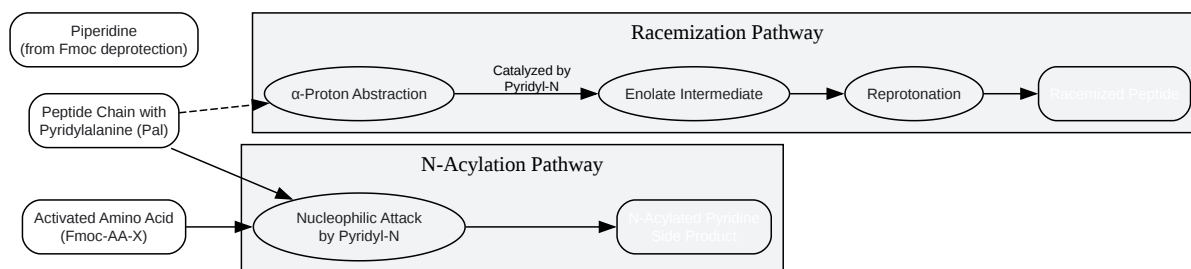 Piperidine
(from Fmoc deprotection)
Racemization Pathway
α-Proton Abstraction
Catalyzed by
Pyridyl-N
Enolate Intermediate
Reprotonation
Racemized Peptide
Peptide Chain with
Pyridylalanine (Pal)
N-Acylation Pathway
Activated Amino Acid
(Fmoc-AA-X)
Nucleophilic Attack
by Pyridyl-N
N-Acylated Pyridine
Side Product